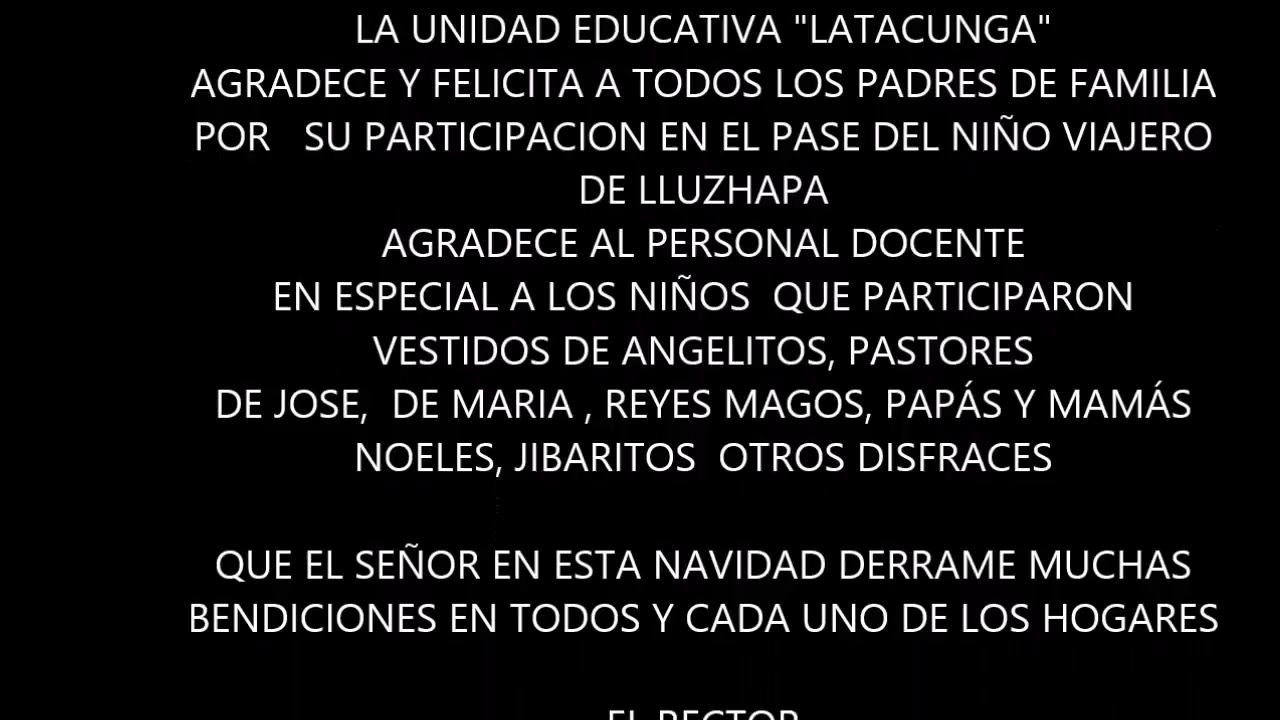 LA UNIDAD EDUCATIVA "LATACUNGA"
AGRADECE Y FELICITA A TODOS LOS PADRES DE FAMILIA
POR   SU PARTICIPACION EN EL PASE DEL NIÑO VIAJERO
DE LLUZHAPA
AGRADECE AL PERSONAL DOCENTE
EN ESPECIAL A LOS NIÑOS  QUE PARTICIPARON
VESTIDOS DE ANGELITOS, PASTORES
DE JOSE,  DE MARIA , REYES MAGOS, PAPÁS Y MAMÁS
NOELES, JIBARITOS  OTROS DISFRACES
QUE EL SEÑOR EN ESTA NAVIDAD DERRAME MUCHAS
BENDICIONES EN TODOS Y CADA UNO DE LOS HOGARES
EL RECTOR